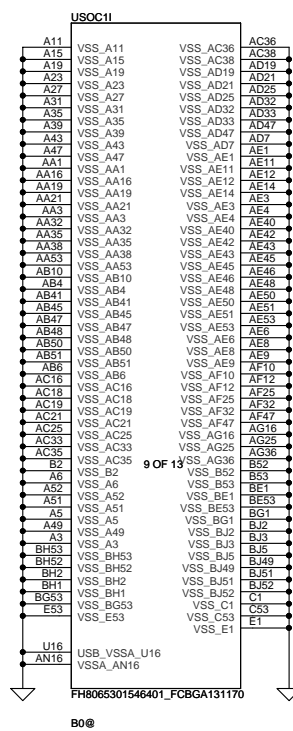 USOC1I
A11 VSS_A11 VSS_AC36 AC36
A15 VSS_A15 VSS_AC38 AC38
A19 VSS_A19 VSS_AD19 AD19
A23 VSS_A23 VSS_AD21 AD21
A27 VSS_A27 VSS_AD25 AD25
A31 VSS_A31 VSS_AD32 AD32
A35 VSS_A35 VSS_AD33 AD33
A39 VSS_A39 VSS_AD47 AD47
A43 VSS_A43 VSS_AD7 AD7
A47 VSS_A47 VSS_AE1 AE1
AA1 VSS_AA1 VSS_AE11 AE11
AA16 VSS_AA16 VSS_AE12 AE12
AA19 VSS_AA19 VSS_AE14 AE14
AA21 VSS_AA21 VSS_AE3 AE3
AA3 VSS_AA3 VSS_AE4 AE4
AA32 VSS_AA32 VSS_AE40 AE40
AA35 VSS_AA35 VSS_AE42 AE42
AA38 VSS_AA38 VSS_AE43 AE43
AA53 VSS_AA53 VSS_AE45 AE45
AB10 VSS_AB10 VSS_AE46 AE46
AB4 VSS_AB4 VSS_AE48 AE48
AB41 VSS_AB41 VSS_AE50 AE50
AB45 VSS_AB45 VSS_AE51 AE51
AB47 VSS_AB47 VSS_AE53 AE53
AB48 VSS_AB48 VSS_AE6 AE6
AB50 VSS_AB50 VSS_AE8 AE8
AB51 VSS_AB51 VSS_AE9 AE9
AB6 VSS_AB6 VSS_AF10 AF10
AC16 VSS_AC16 VSS_AF12 AF12
AC18 VSS_AC18 VSS_AF25 AF25
AC19 VSS_AC19 VSS_AF32 AF32
AC21 VSS_AC21 VSS_AF47 AF47
AC25 VSS_AC25 VSS_AG16 AG16
AC33 VSS_AC33 VSS_AG25 AG25
AC35 VSS_AC35 9 OF 13 VSS_AG36 AG36
B2 VSS_B2 VSS_B52 B52
A6 VSS_A6 VSS_B53 B53
A52 VSS_A52 VSS_BE1 BE1
A51 VSS_A51 VSS_BE53 BE53
A5 VSS_A5 VSS_BG1 BG1
A49 VSS_A49 VSS_BJ2 BJ2
A3 VSS_A3 VSS_BJ3 BJ3
BH53 VSS_BH53 VSS_BJ5 BJ5
BH52 VSS_BH52 VSS_BJ49 BJ49
BH2 VSS_BH2 VSS_BJ51 BJ51
BH1 VSS_BH1 VSS_BJ52 BJ52
BG53 VSS_BG53 VSS_C1 C1
E53 VSS_E53 VSS_C53 C53
VSS_E1 E1
U16 USB_VSSA_U16
AN16 VSSA_AN16
FH8065301546401_FCBGA131170
B0@